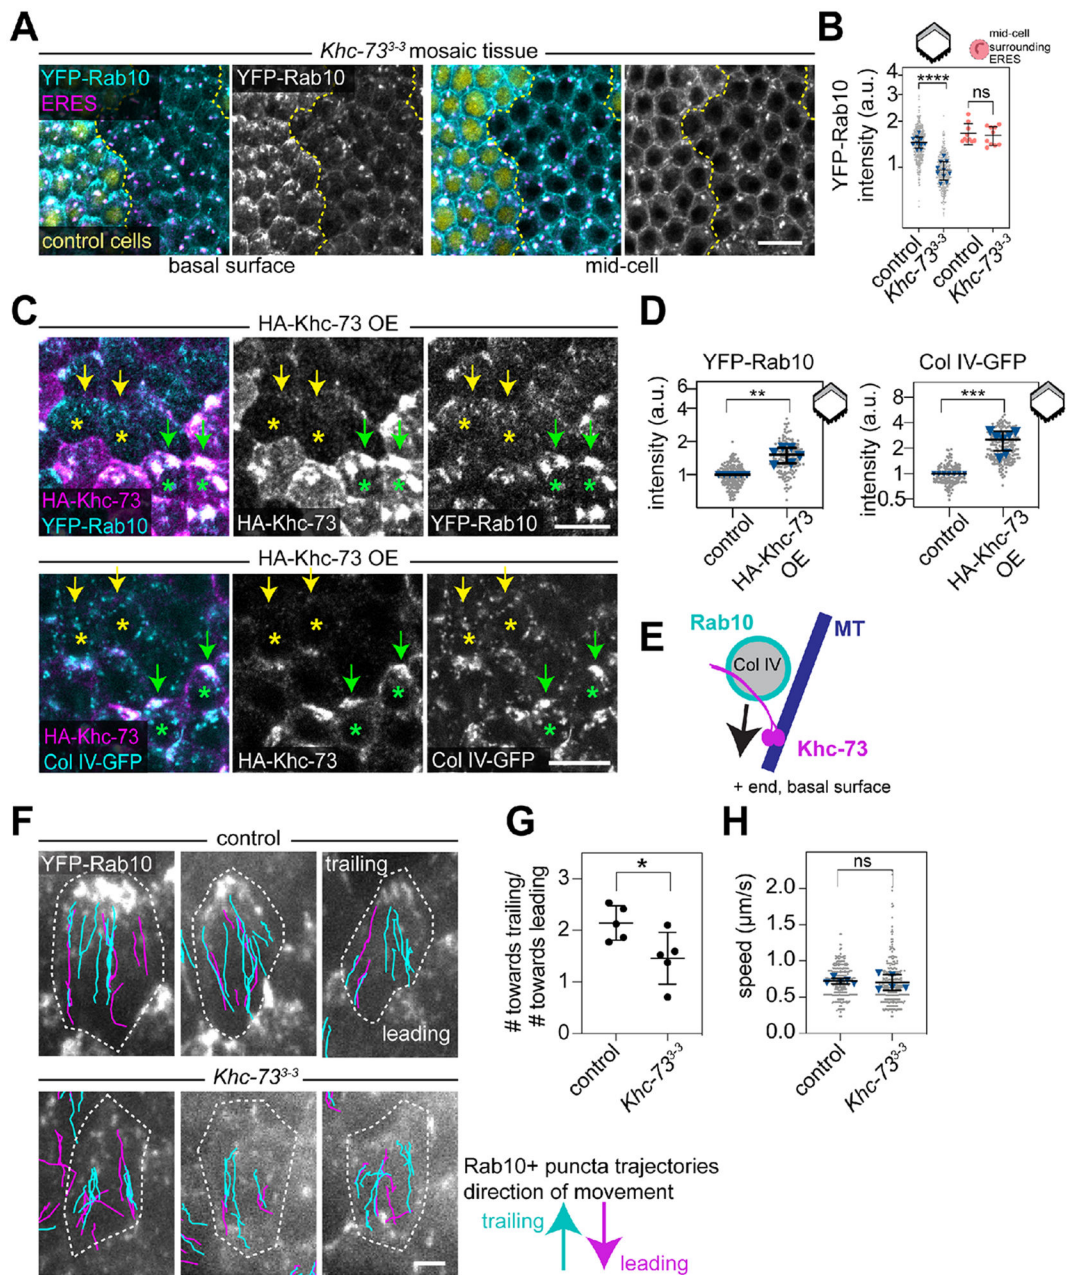 A
Khc-73³⁻³ mosaic tissue
YFP-Rab10
ERES
control cells
YFP-Rab10
basal surface
mid-cell
B
mid-cell
surrounding
ERES
YFP-Rab10
intensity (a.u.)
4
3
2
1
****
ns
control
Khc-73³⁻³
control
Khc-73³⁻³
C
HA-Khc-73 OE
HA-Khc-73
YFP-Rab10
HA-Khc-73
YFP-Rab10
HA-Khc-73 OE
HA-Khc-73
Col IV-GFP
HA-Khc-73
Col IV-GFP
D
YFP-Rab10
intensity (a.u.)
6
4
2
1
**
control
HA-Khc-73
OE
Col IV-GFP
intensity (a.u.)
8
4
2
1
0.5
***
control
HA-Khc-73
OE
E
Rab10
MT
Col IV
Khc-73
+ end, basal surface
F
control
YFP-Rab10
trailing
leading
Khc-73³⁻³
Rab10+ puncta trajectories
direction of movement
trailing
leading
G
# towards trailing/
# towards leading
3
2
1
0
*
control
Khc-73³⁻³
H
speed (μm/s)
2.0
1.5
1.0
0.5
0.0
ns
control
Khc-73³⁻³